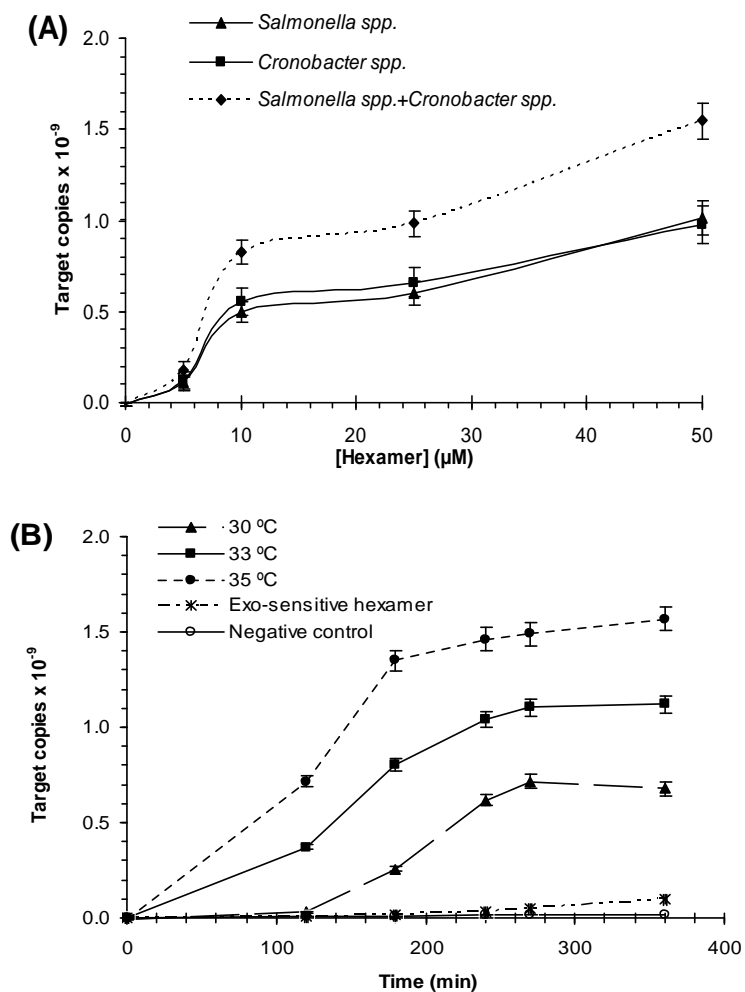 (A)
Salmonella spp.
Cronobacter spp.
Salmonella spp.+Cronobacter spp.
Target copies x 10⁻⁹
2.0
1.5
1.0
0.5
0.0
0 10 20 30 40 50
[Hexamer] (µM)
(B)
30 ºC
33 ºC
35 ºC
Exo-sensitive hexamer
Negative control
Target copies x 10⁻⁹
2.0
1.5
1.0
0.5
0.0
0 100 200 300 400
Time (min)